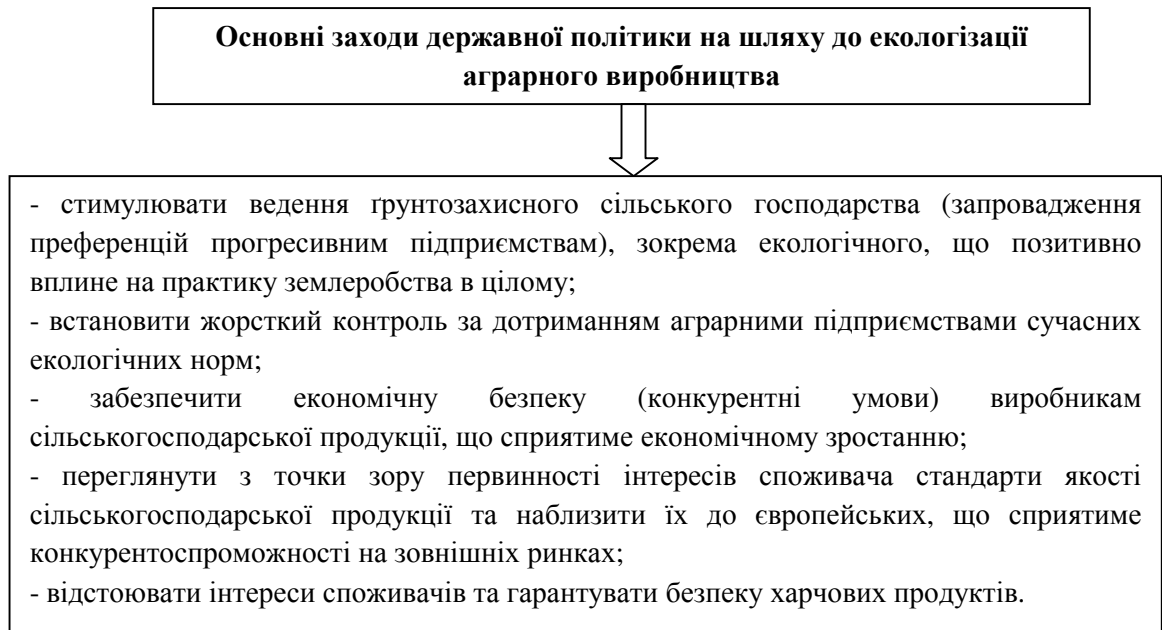 Основні заходи державної політики на шляху до екологізації
аграрного виробництва
- стимулювати ведення ґрунтозахисного сільського господарства (запровадження
преференцій прогресивним підприємствам), зокрема екологічного, що позитивно
вплине на практику землеробства в цілому;
- встановити жорсткий контроль за дотриманням аграрними підприємствами сучасних
екологічних норм;
- забезпечити економічну безпеку (конкурентні умови) виробникам
сільськогосподарської продукції, що сприятиме економічному зростанню;
- переглянути з точки зору первинності інтересів споживача стандарти якості
сільськогосподарської продукції та наблизити їх до європейських, що сприятиме
конкурентоспроможності на зовнішніх ринках;
- відстоювати інтереси споживачів та гарантувати безпеку харчових продуктів.